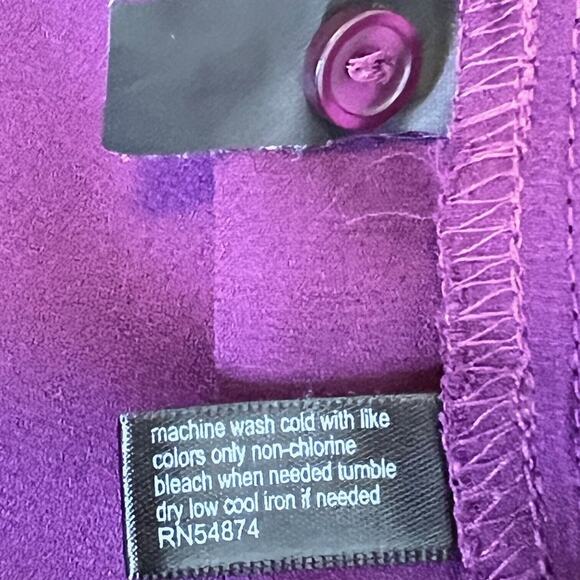 machine wash cold with like
colors only non-chlorine
bleach when needed tumble
dry low cool iron if needed
RN54874